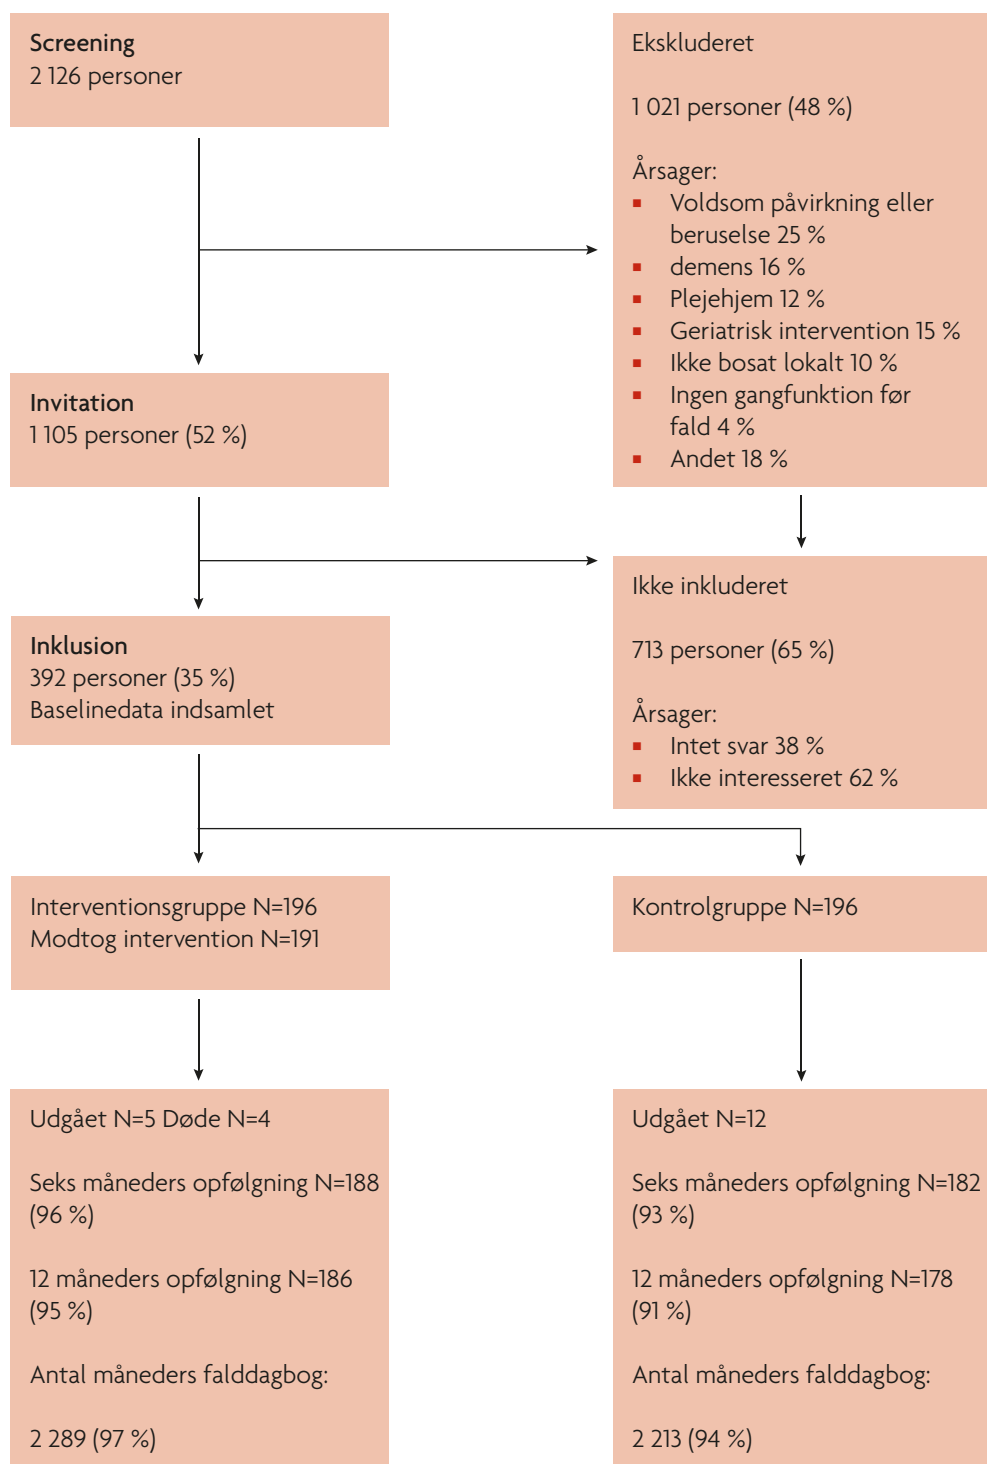 Screening
2 126 personer
Ekskluderet
1 021 personer (48 %)
Årsager:
▪ Voldsom påvirkning eller
beruselse 25 %
▪ demens 16 %
▪ Plejehjem 12 %
▪ Geriatrisk intervention 15 %
▪ Ikke bosat lokalt 10 %
▪ Ingen gangfunktion før
fald 4 %
▪ Andet 18 %
Invitation
1 105 personer (52 %)
Ikke inkluderet
713 personer (65 %)
Årsager:
▪ Intet svar 38 %
▪ Ikke interesseret 62 %
Inklusion
392 personer (35 %)
Baselinedata indsamlet
Interventionsgruppe N=196
Modtog intervention N=191
Kontrolgruppe N=196
Udgået N=5 Døde N=4
Seks måneders opfølgning N=188
(96 %)
12 måneders opfølgning N=186
(95 %)
Antal måneders falddagbog:
2 289 (97 %)
Udgået N=12
Seks måneders opfølgning N=182
(93 %)
12 måneders opfølgning N=178
(91 %)
Antal måneders falddagbog:
2 213 (94 %)